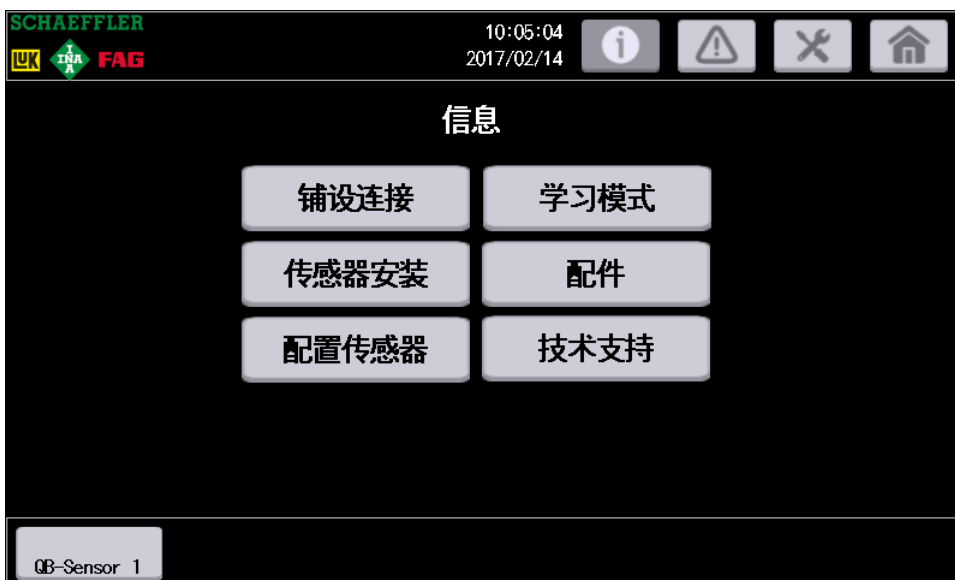 SCHAEFFLER
LUK INA FAG
10:05:04
2017/02/14
信息
铺设连接 学习模式
传感器安装 配件
配置传感器 技术支持
QB-Sensor 1